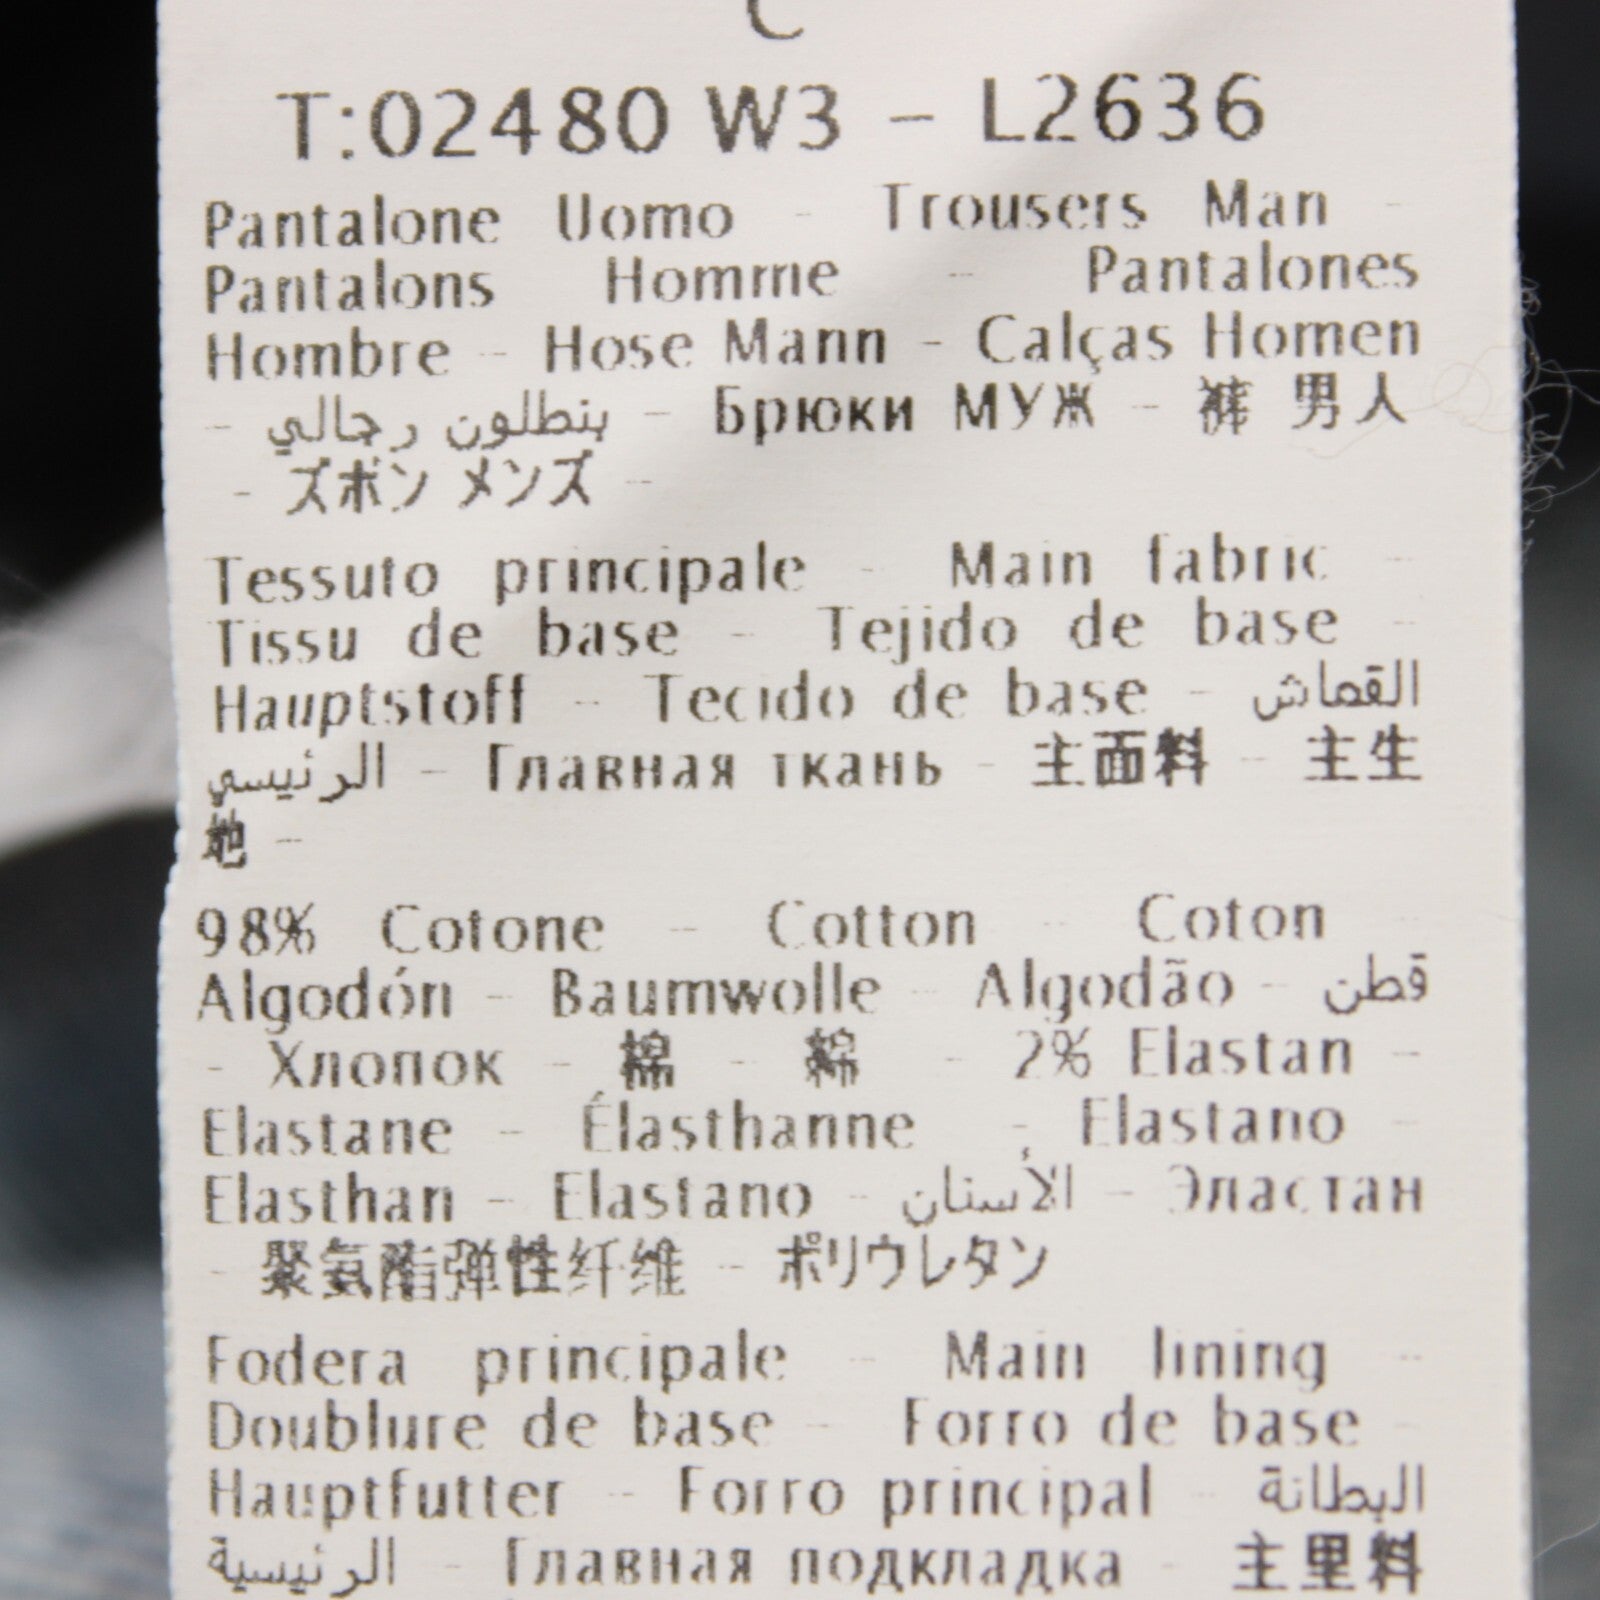 T:02480 W3 - L2636
Pantalone Uomo - Trousers Man -
Pantalons Homme - Pantalones
Hombre - Hose Mann - Calças Homen
- بنطلون رجالي - Брюки МУЖ - 裤 男人
- ズボン メンズ -
Tessuto principale - Main fabric -
Tissu de base - Tejido de base -
Hauptstoff - Tecido de base - القماش
الرئيسي - Главная ткань - 主面料 - 主生
地 -
98% Cotone - Cotton - Coton -
Algodón - Baumwolle - Algodão - قطن
- Хлопок - 棉 - 綿 - 2% Elastan -
Elastane - Élasthanne - Elastano -
Elasthan - Elastano - الأستان - Эластан
- 聚氨酯弹性纤维 - ポリウレタン
Fodera principale - Main lining -
Doublure de base - Forro de base -
Hauptfutter - Forro principal - البطانة
الرئيسية - Главная подкладка - 主里料